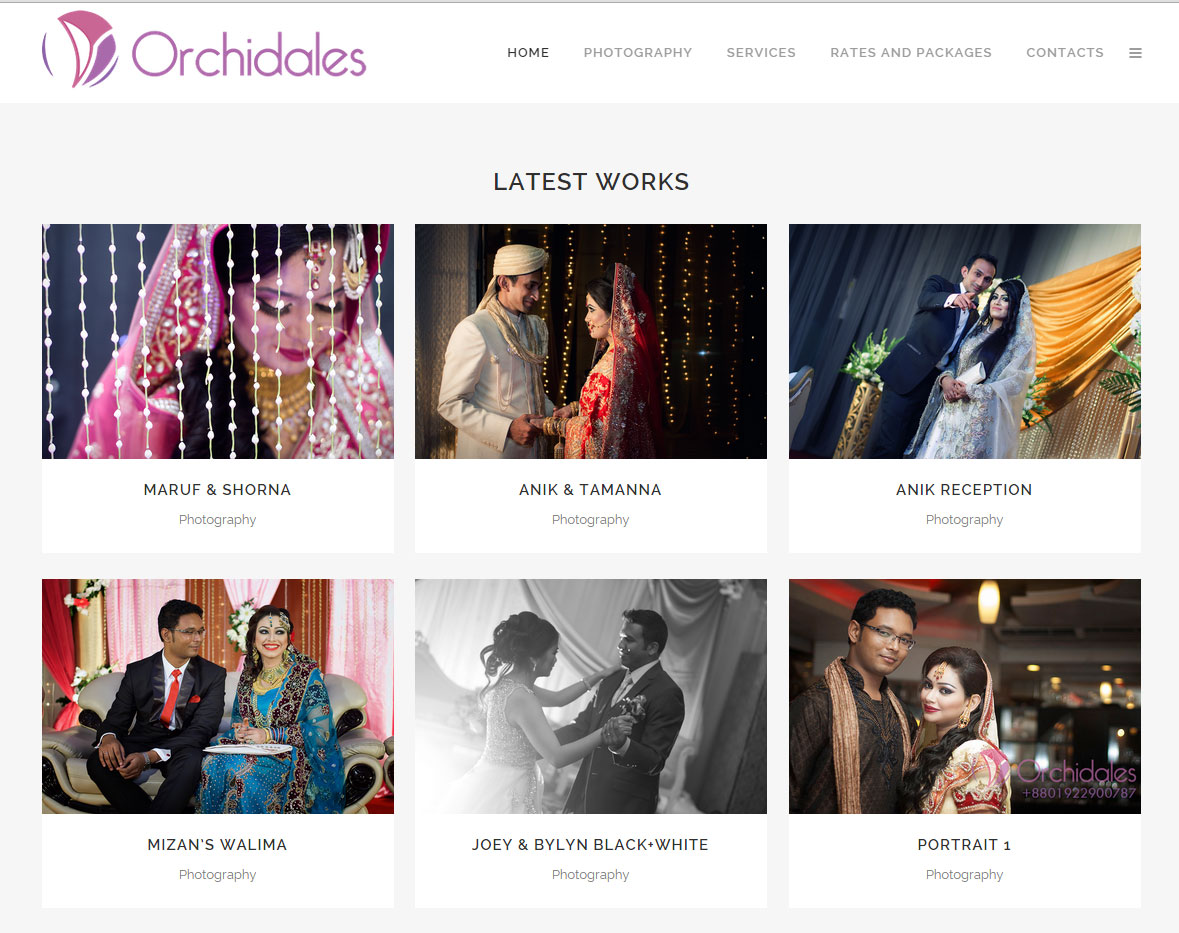 Orchidales
HOME PHOTOGRAPHY SERVICES RATES AND PACKAGES CONTACTS
LATEST WORKS
MARUF & SHORNA
Photography
ANIK & TAMANNA
Photography
ANIK RECEPTION
Photography
Orchidales
+8801922900787
MIZAN'S WALIMA
Photography
JOEY & BYLYN BLACK+WHITE
Photography
PORTRAIT 1
Photography